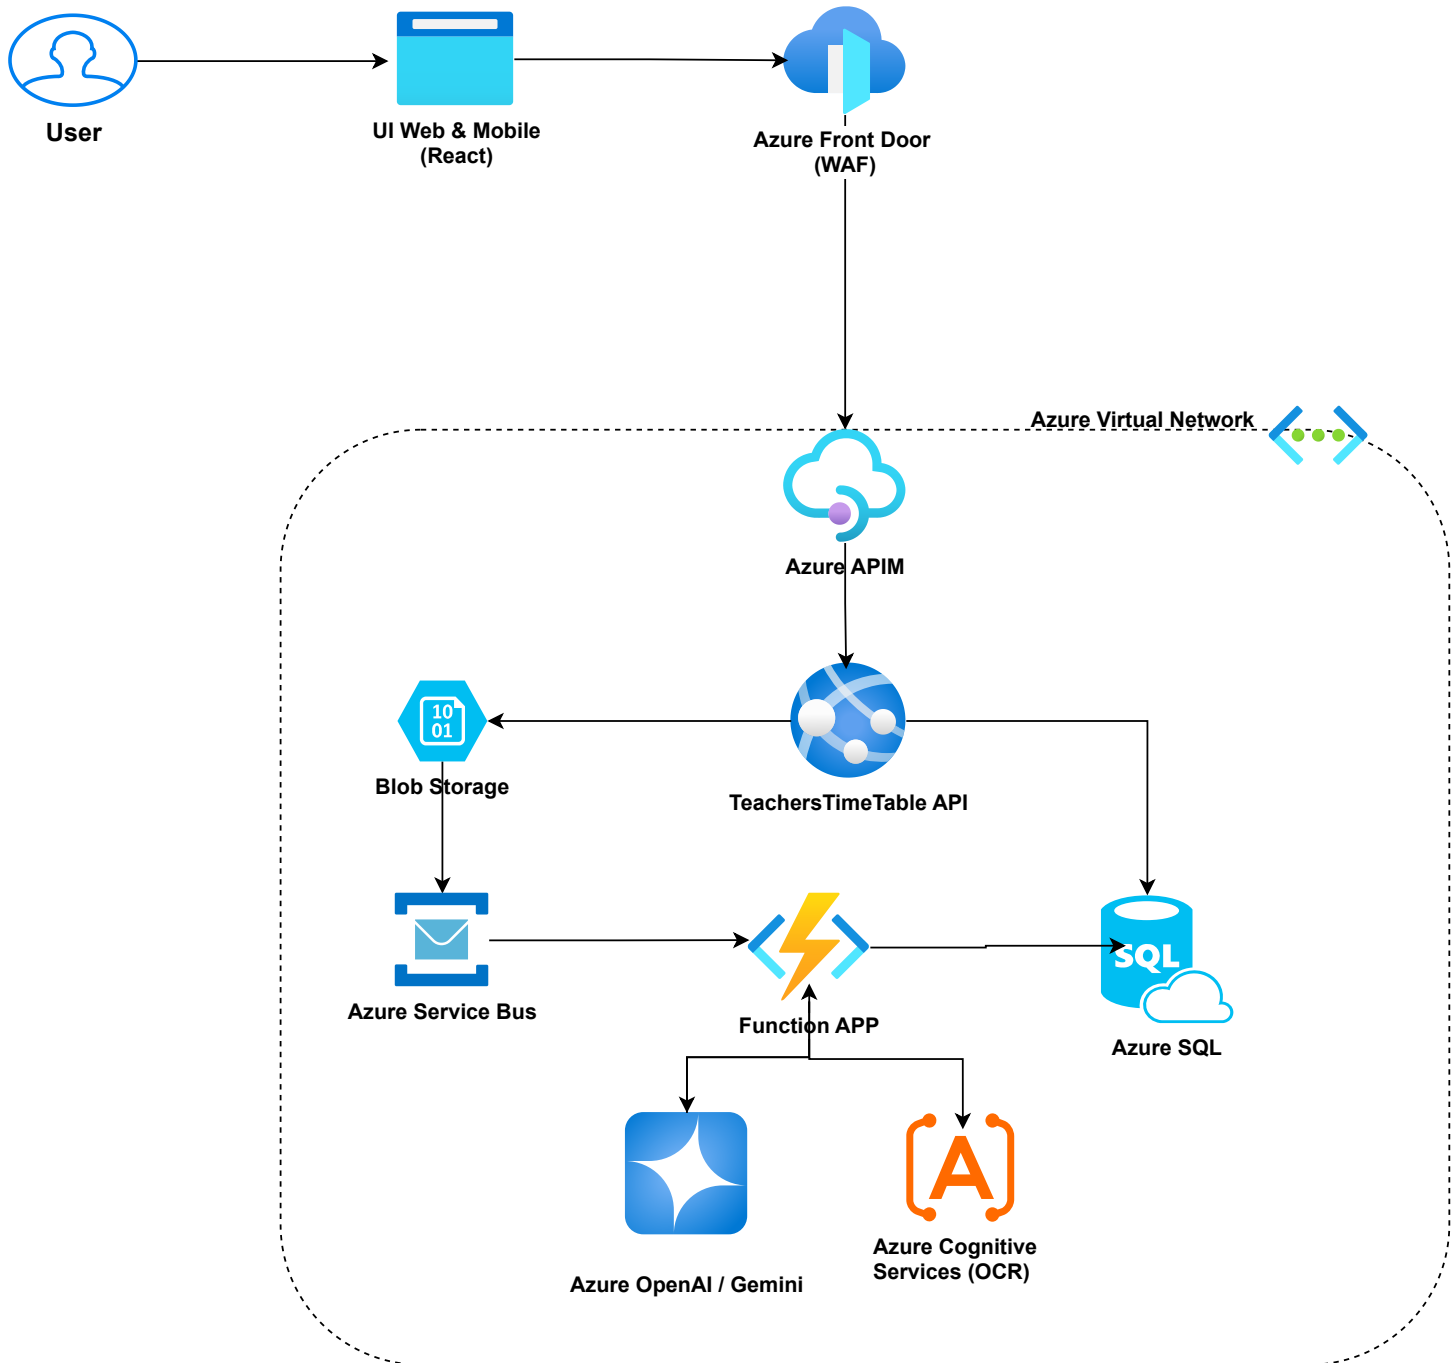 User
UI Web & Mobile
(React)
Azure Front Door
(WAF)
Azure Virtual Network
Azure APIM
10
01
Blob Storage
TeachersTimeTable API
Azure Service Bus
Function APP
SQL
Azure SQL
A
Azure OpenAI / Gemini
Azure Cognitive
Services (OCR)